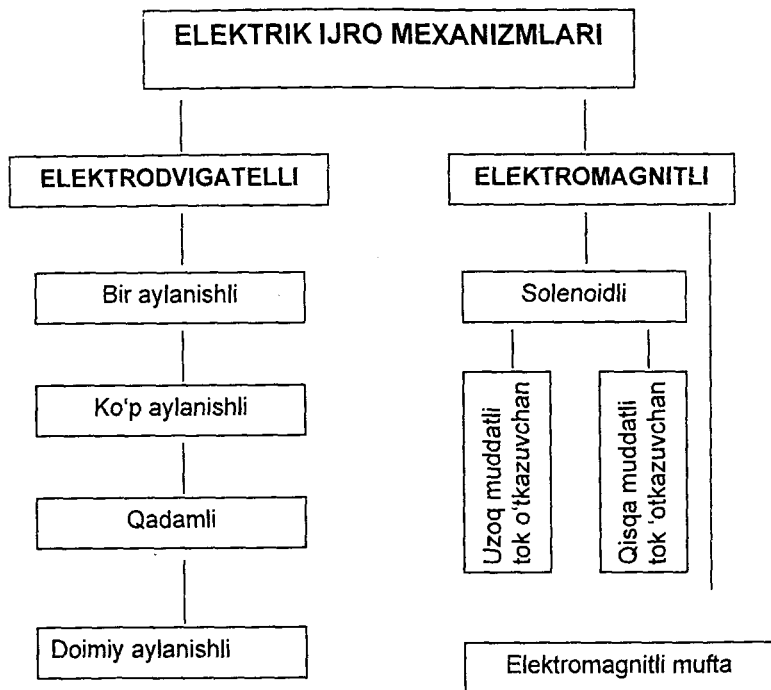 ELEKTRIK IJRO MEXANIZMLARI
ELEKTRODVIGATELLI
Bir aylanishli
Ko‘p aylanishli
Qadamli
Doimiy aylanishli
ELEKTROMAGNITLI
Solenoidli
Uzoq muddatli
tok o‘tkazuvchan
Qisqa muddatli
tok ‘otkazuvchan
Elektromagnitli mufta